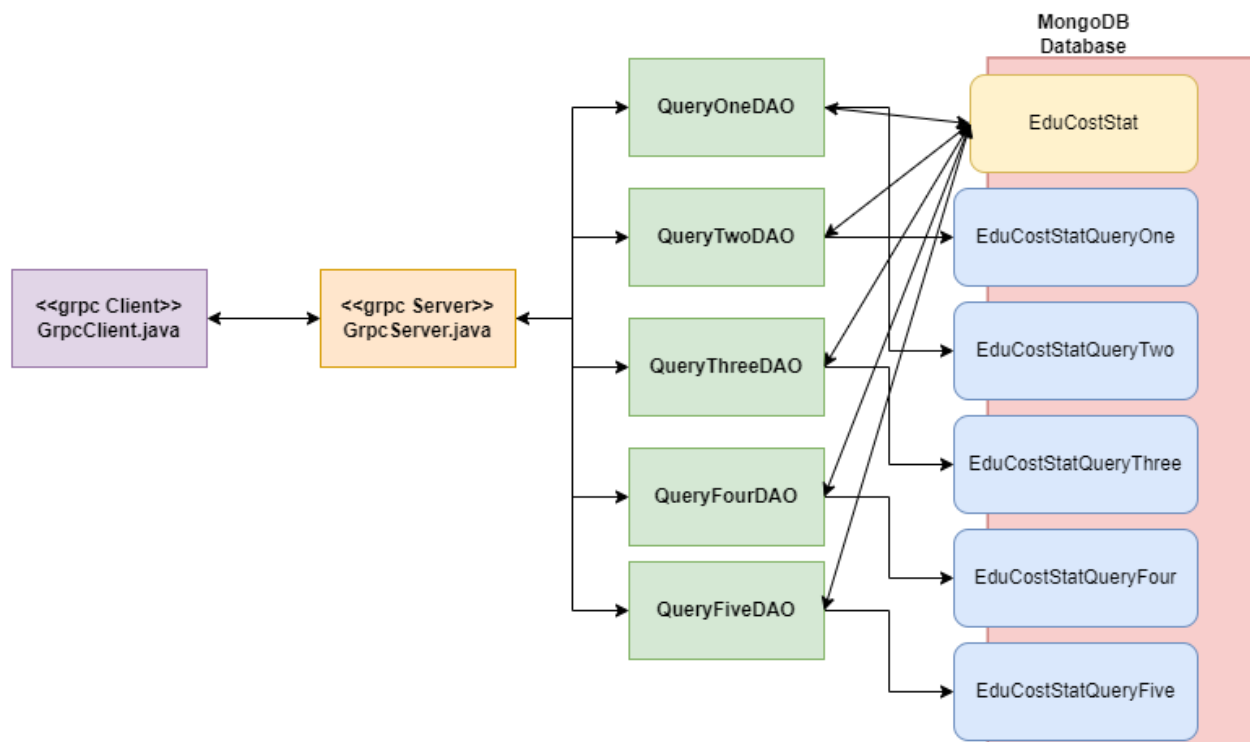 MongoDB
Database
QueryOneDAO
EduCostStat
QueryTwoDAO
EduCostStatQueryOne
<<grpc Client>>
GrpcClient.java
<<grpc Server>>
GrpcServer.java
QueryThreeDAO
EduCostStatQueryTwo
EduCostStatQueryThree
QueryFourDAO
EduCostStatQueryFour
QueryFiveDAO
EduCostStatQueryFive